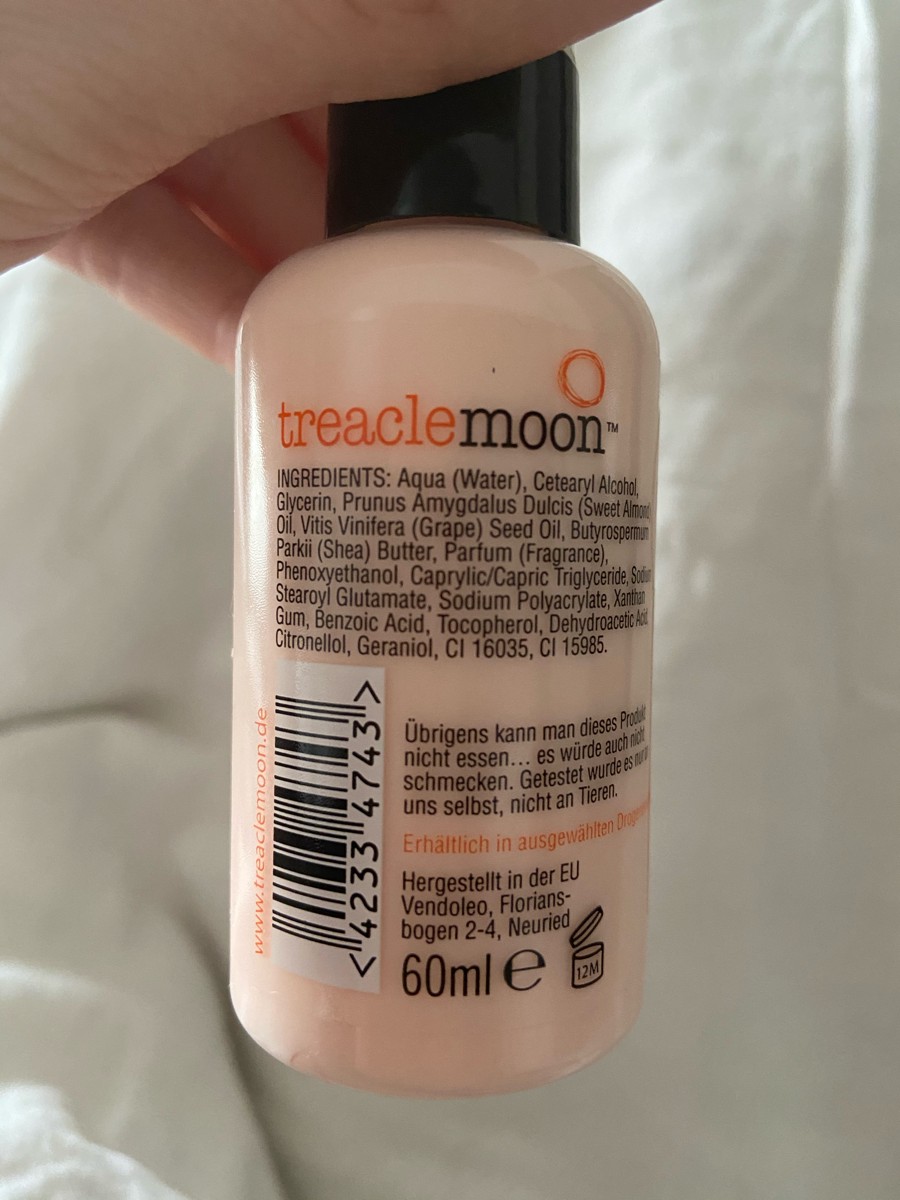 treaclemoon™
INGREDIENTS: Aqua (Water), Cetearyl Alcohol,
Glycerin, Prunus Amygdalus Dulcis (Sweet Almond)
Oil, Vitis Vinifera (Grape) Seed Oil, Butyrospermum
Parkii (Shea) Butter, Parfum (Fragrance),
Phenoxyethanol, Caprylic/Capric Triglyceride, Sodium
Stearoyl Glutamate, Sodium Polyacrylate, Xanthan
Gum, Benzoic Acid, Tocopherol, Dehydroacetic Acid,
Citronellol, Geraniol, CI 16035, CI 15985.
www.treaclemoon.de
<4233 4743>
Übrigens kann man dieses Produkt
nicht essen... es würde auch nicht
schmecken. Getestet wurde es nur
uns selbst, nicht an Tieren.
Erhältlich in ausgewählten
Hergestellt in der EU
Vendoleo, Florians-
bogen 2-4, Neuried
60ml e
12M